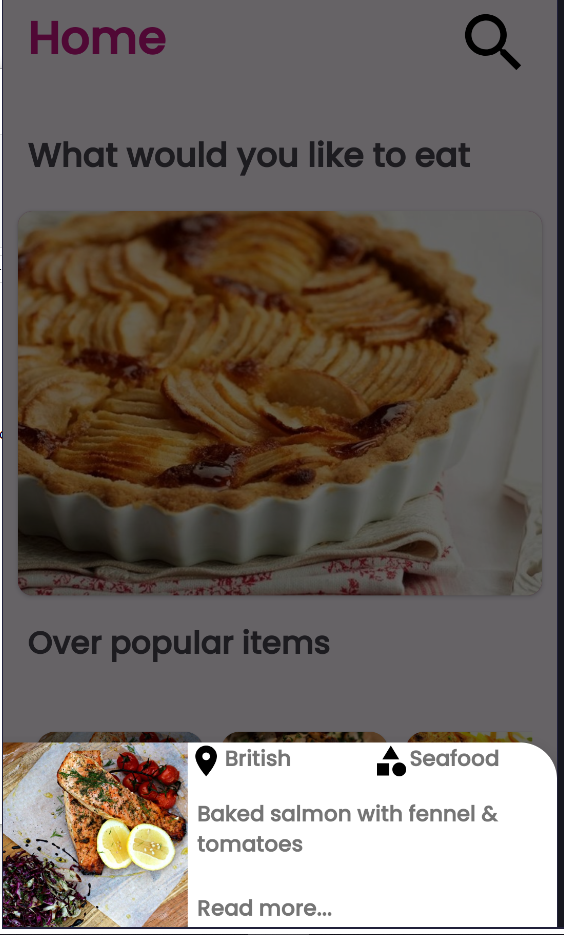 Home
What would you like to eat
Over popular items
British
Seafood
Baked salmon with fennel &
tomatoes
Read more...